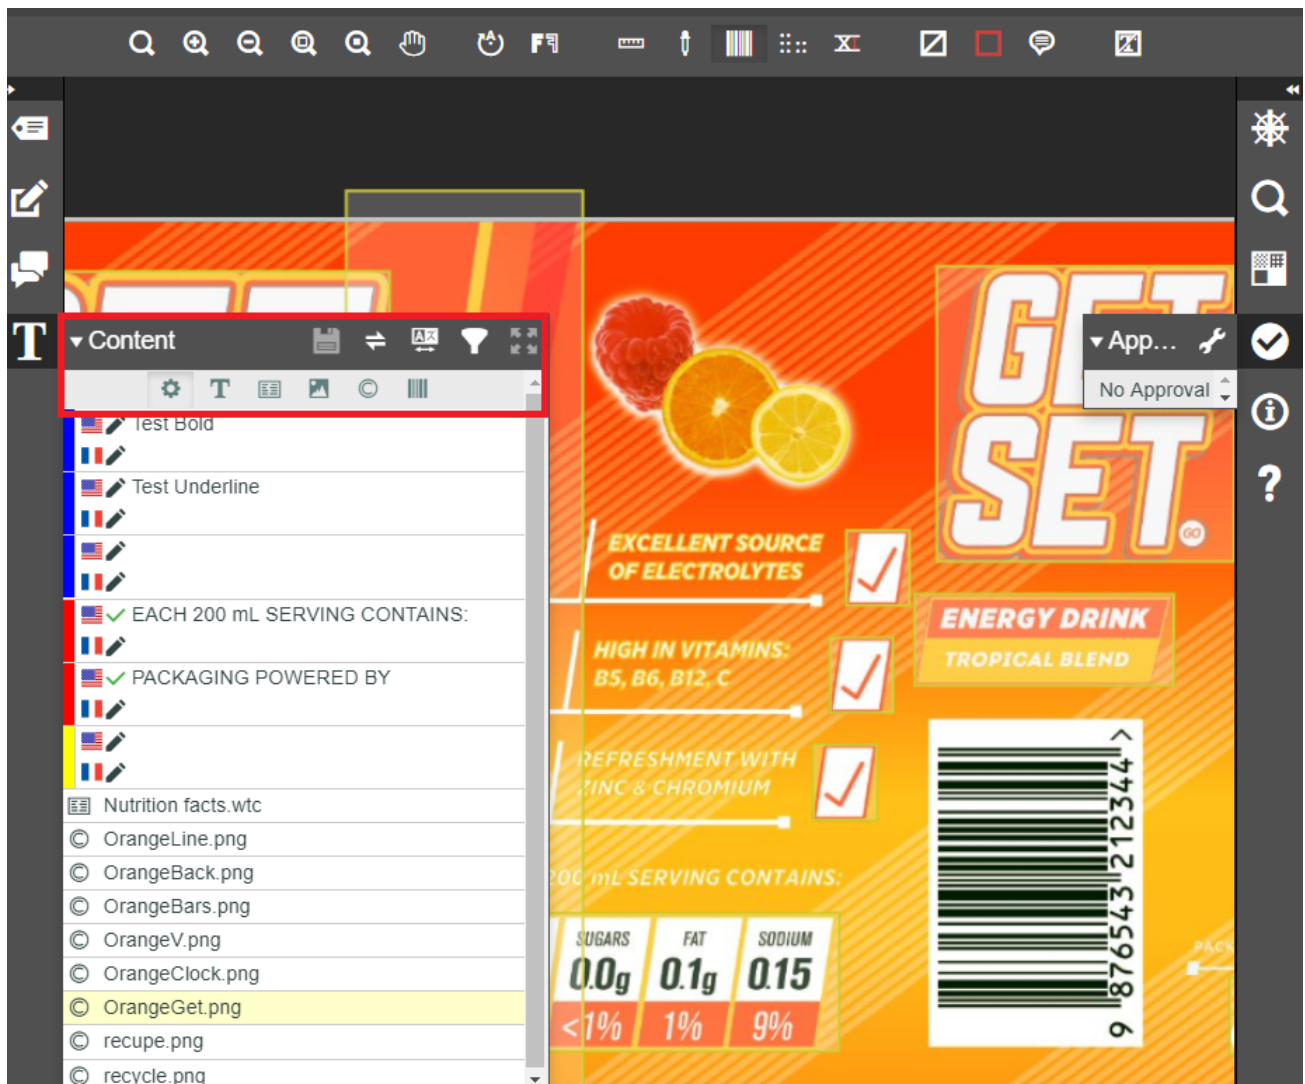 Content
App...
No Approval
Test Bold
Test Underline
EACH 200 mL SERVING CONTAINS:
PACKAGING POWERED BY
Nutrition facts.wtc
OrangeLine.png
OrangeBack.png
OrangeBars.png
OrangeV.png
OrangeClock.png
OrangeGet.png
recupe.png
recycle.png
GET
SET
GO
EXCELLENT SOURCE
OF ELECTROLYTES
HIGH IN VITAMINS:
B5, B6, B12, C
REFRESHMENT WITH
ZINC & CHROMIUM
ENERGY DRINK
TROPICAL BLEND
200 mL SERVING CONTAINS:
SUGARS FAT SODIUM
0.0g 0.1g 0.15
<1% 1% 9%
9 876543 212344 >
PACK